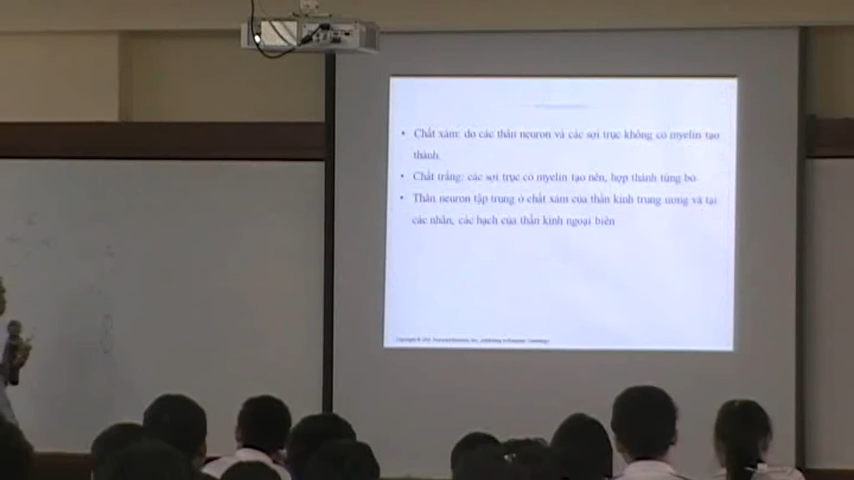 • Chất xám: do các thân neuron và các sợi trục không có myelin tạo
thành.
• Chất trắng: các sợi trục có myelin tạo nên, hợp thành từng bó.
• Thân neuron tập trung ở chất xám của thần kinh trung ương và tại
các nhân, các hạch của thần kinh ngoại biên
Copyright ©